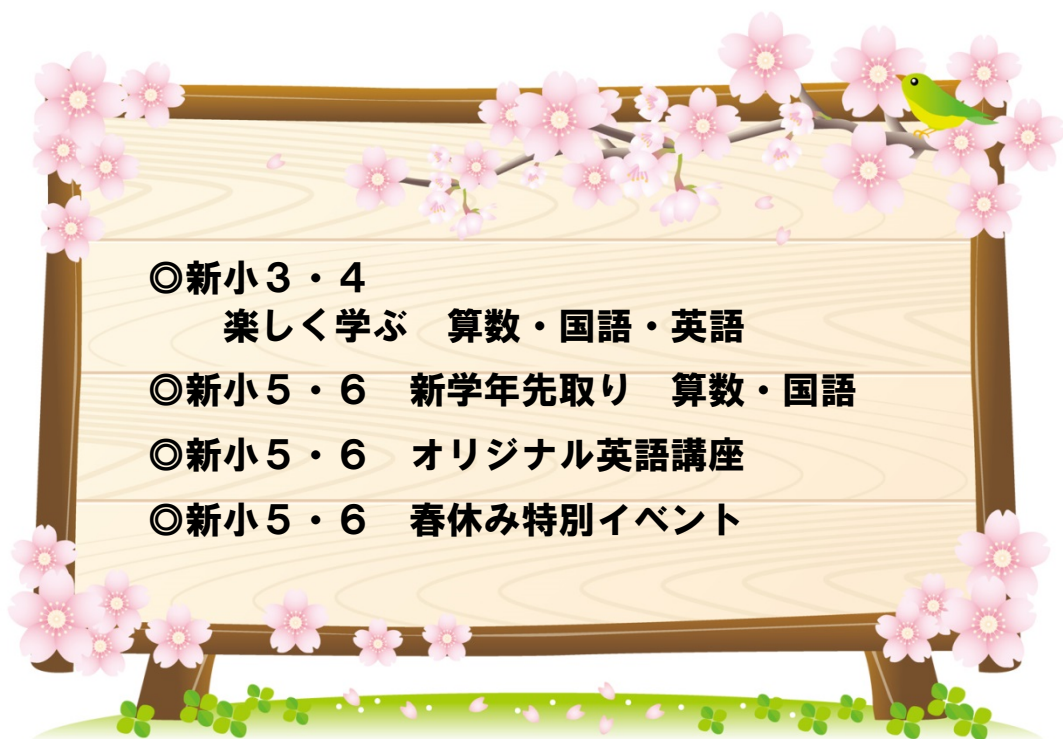 ◎新小３・４
楽しく学ぶ　算数・国語・英語
◎新小５・６　新学年先取り　算数・国語
◎新小５・６　オリジナル英語講座
◎新小５・６　春休み特別イベント